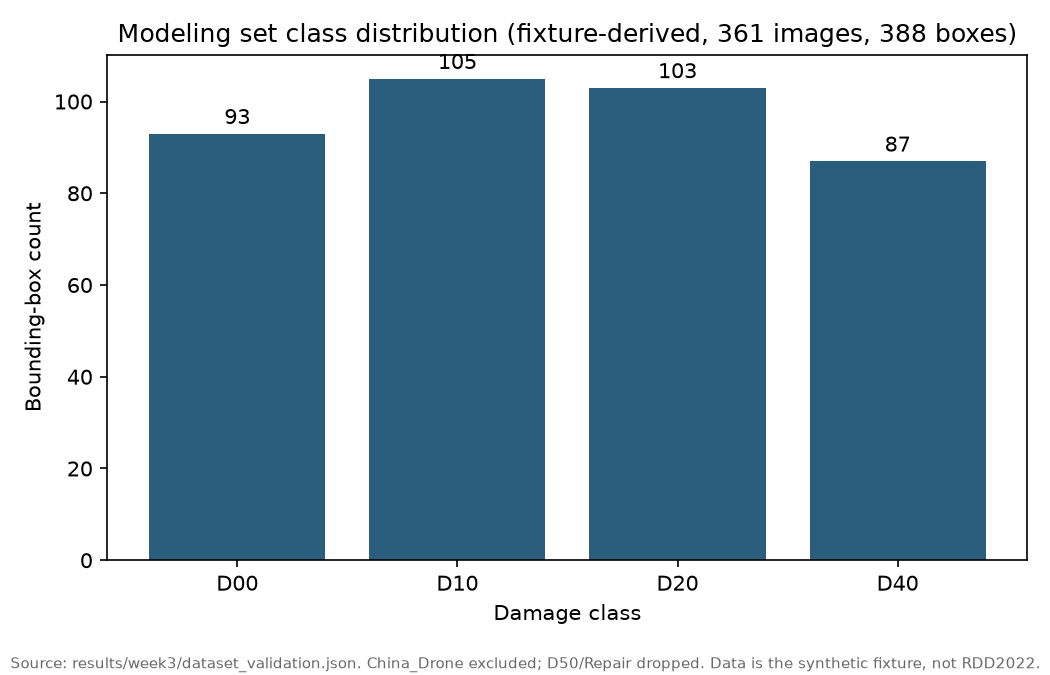 Modeling set class distribution (fixture-derived, 361 images, 388 boxes)
105
103
93
87
100
80
60
40
20
0
Bounding-box count
D00 D10 D20 D40
Damage class
Source: results/week3/dataset_validation.json. China_Drone excluded; D50/Repair dropped. Data is the synthetic fixture, not RDD2022.